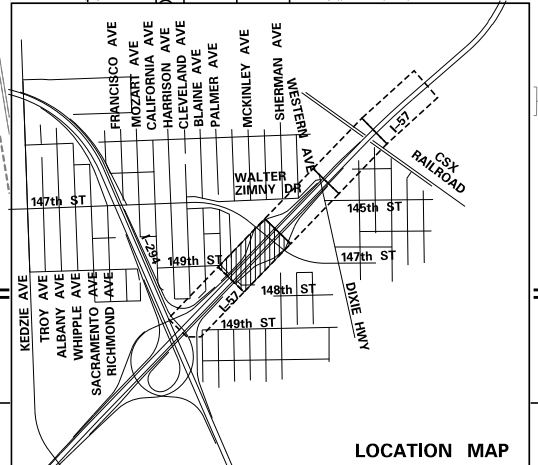 FRANCISCO AVE
MOZART AVE
CALIFORNIA AVE
HARRISON AVE
CLEVELAND AVE
BLAINE AVE
PALMER AVE
MCKINLEY AVE
SHERMAN AVE
WESTERN AVE
I-57
CSX
RAILROAD
WALTER
ZIMNY DR
147th ST
145th ST
I-294
149th ST
147th ST
148th ST
I-57
149th ST
DIXIE HWY
KEDZIE AVE
TROY AVE
ALBANY AVE
WHIPPLE AVE
SACRAMENTO AVE
RICHMOND AVE
LOCATION MAP